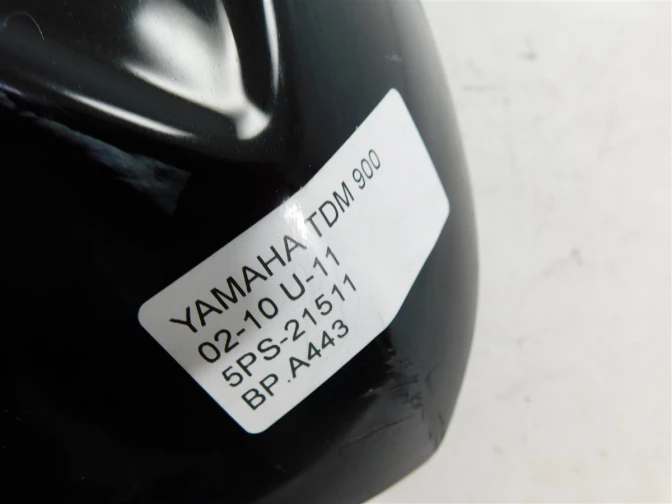 YAMAHA TDM 900
02-10 U-11
5PS-21511
BP.A443